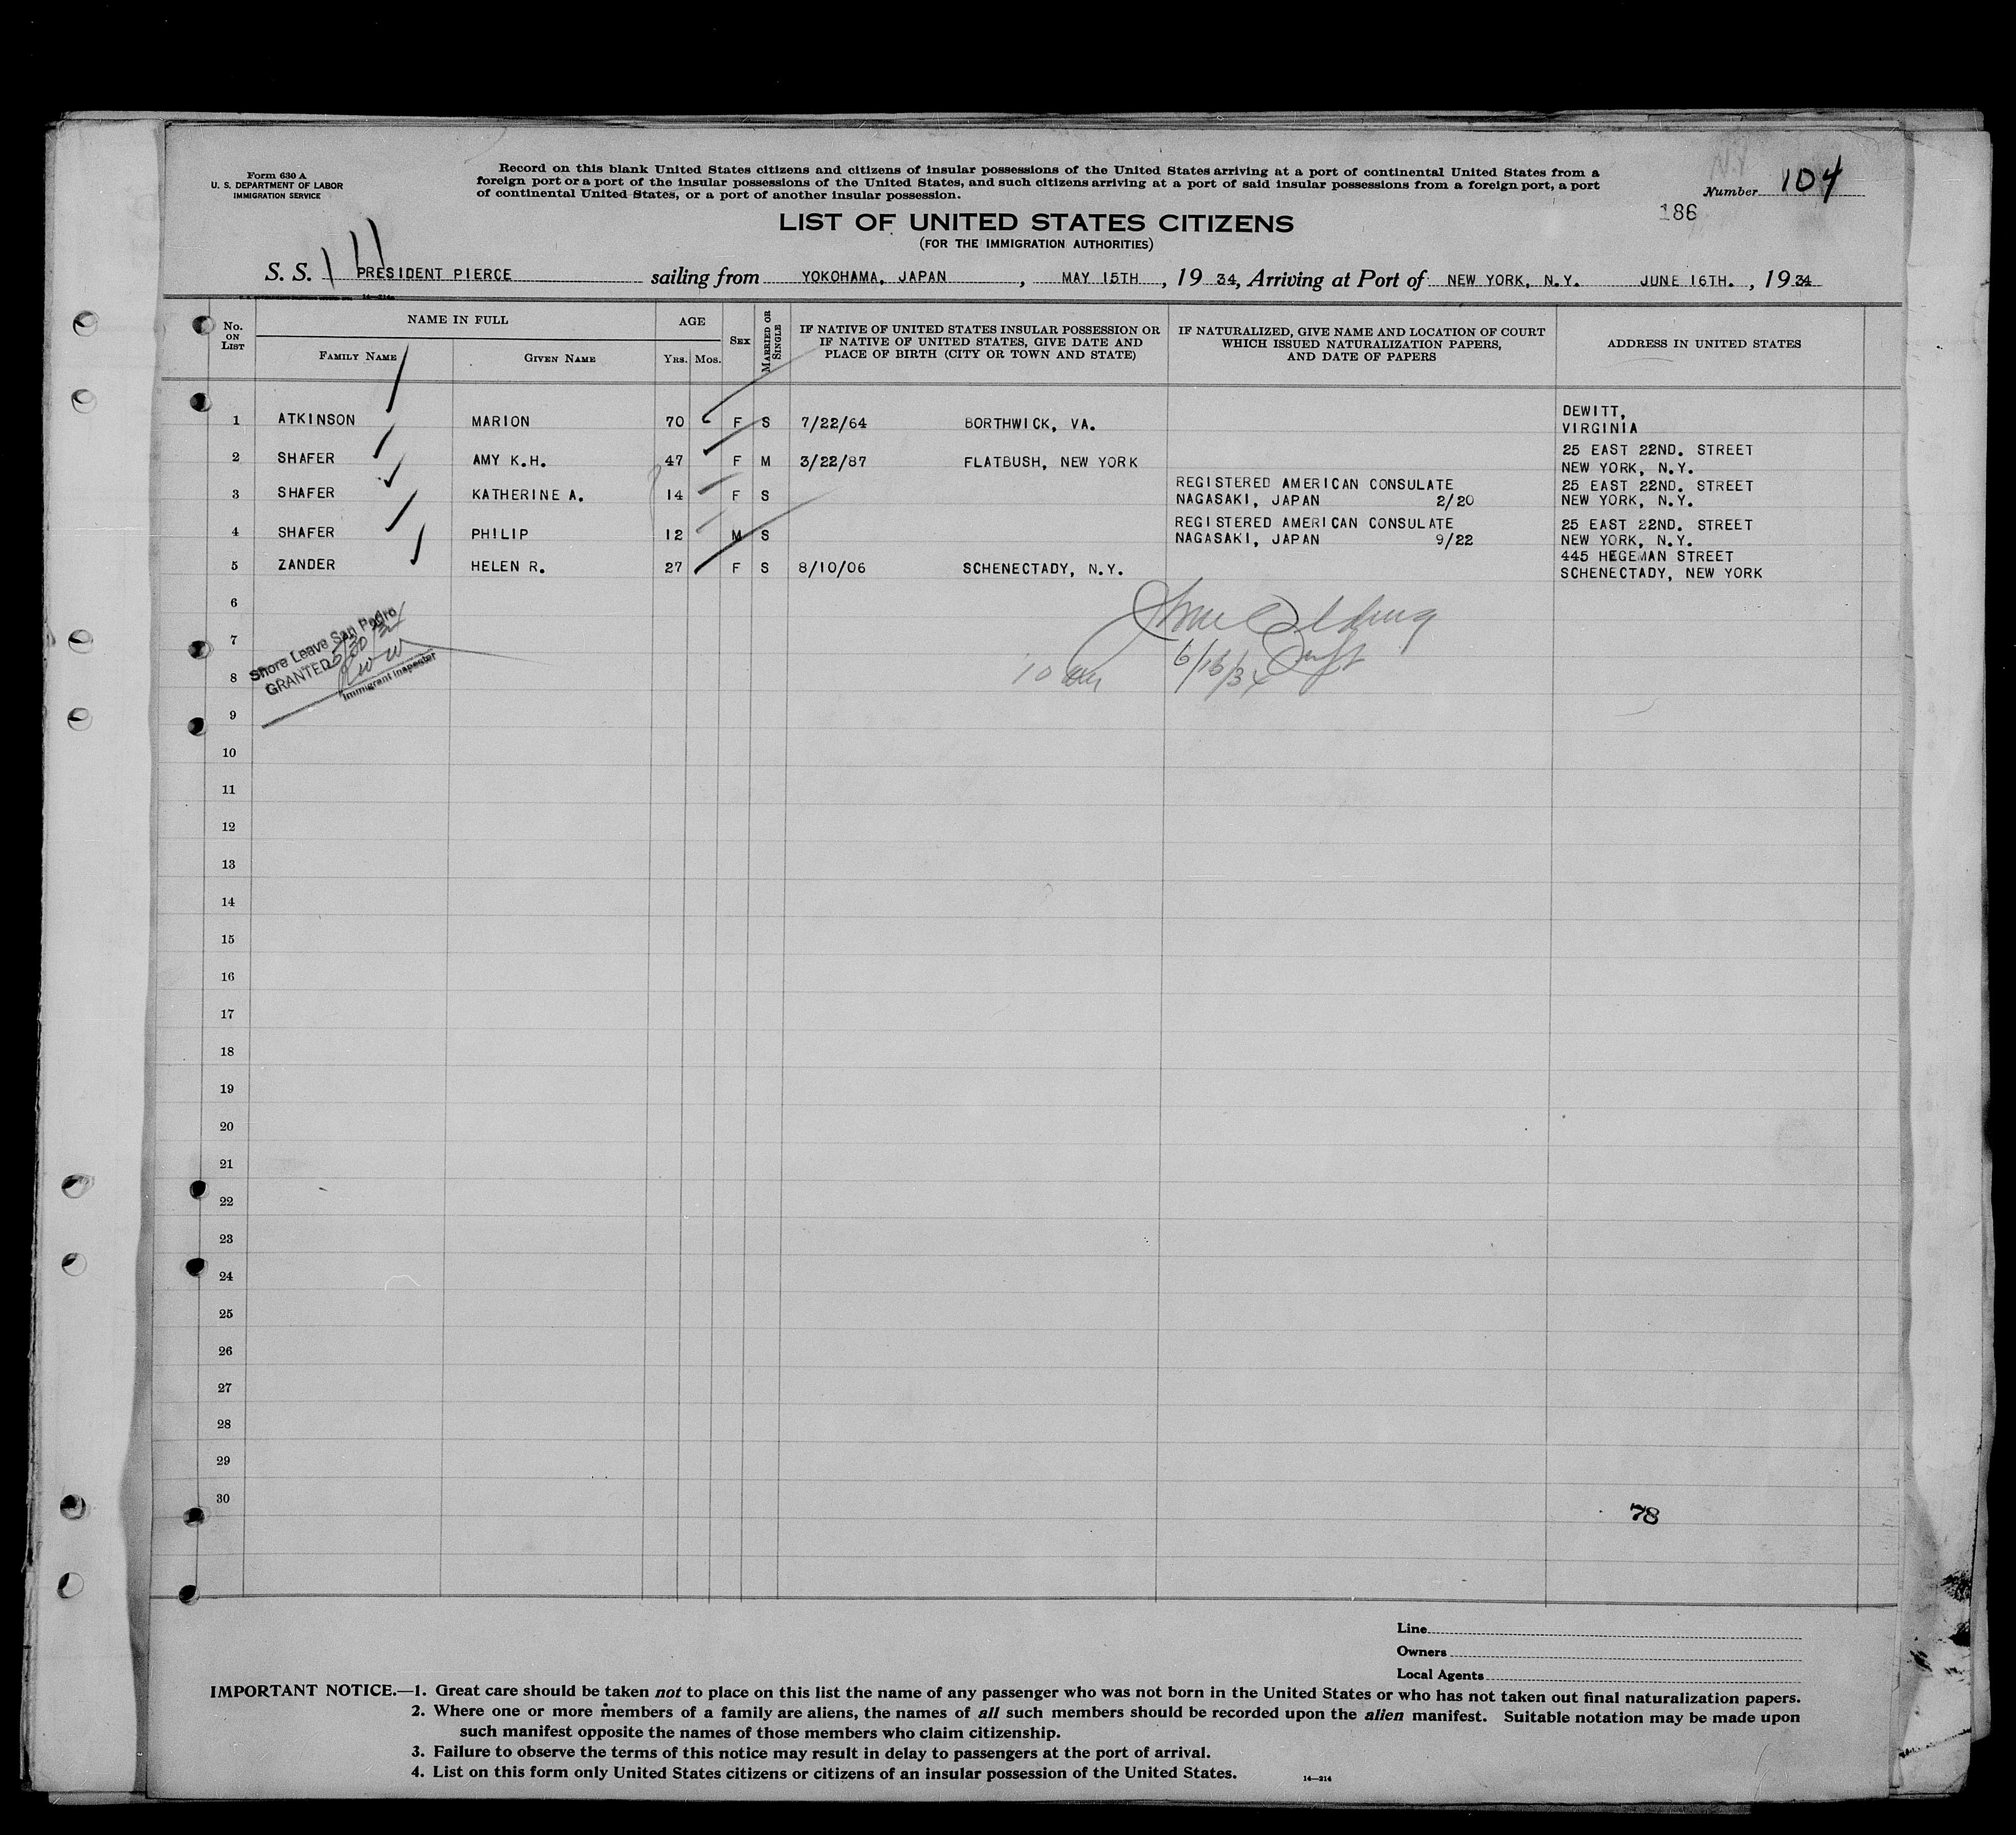 Form 630 A
U. S. DEPARTMENT OF LABOR
IMMIGRATION SERVICE
Record on this blank United States citizens and citizens of insular possessions of the United States arriving at a port of continental United States from a
foreign port or a port of the insular possessions of the United States, and such citizens arriving at a port of said insular possessions from a foreign port, a port
of continental United States, or a port of another insular possession.
N.Y
Number 104
186
LIST OF UNITED STATES CITIZENS
(FOR THE IMMIGRATION AUTHORITIES)
S. S. PRESIDENT PIERCE sailing from YOKOHAMA, JAPAN, MAY 15TH, 19 34, Arriving at Port of NEW YORK, N.Y. JUNE 16TH., 19 34
14—214
No. ON LIST
NAME IN FULL
FAMILY NAME
GIVEN NAME
AGE
YRS. MOS.
SEX
MARRIED OR SINGLE
IF NATIVE OF UNITED STATES INSULAR POSSESSION OR
IF NATIVE OF UNITED STATES, GIVE DATE AND
PLACE OF BIRTH (CITY OR TOWN AND STATE)
IF NATURALIZED, GIVE NAME AND LOCATION OF COURT
WHICH ISSUED NATURALIZATION PAPERS,
AND DATE OF PAPERS
ADDRESS IN UNITED STATES
1 ATKINSON MARION 70 F S 7/22/64 BORTHWICK, VA. DEWITT,
VIRGINIA
2 SHAFER AMY K.H. 47 F M 3/22/87 FLATBUSH, NEW YORK 25 EAST 22ND. STREET
NEW YORK, N.Y.
3 SHAFER KATHERINE A. 14 F S REGISTERED AMERICAN CONSULATE 25 EAST 22ND. STREET
NAGASAKI, JAPAN 2/20 NEW YORK, N.Y.
4 SHAFER PHILIP 12 M S REGISTERED AMERICAN CONSULATE 25 EAST 22ND. STREET
NAGASAKI, JAPAN 9/22 NEW YORK, N.Y.
5 ZANDER HELEN R. 27 F S 8/10/06 SCHENECTADY, N.Y. 445 HEGEMAN STREET
SCHENECTADY, NEW YORK
6
7
8
Shore Leave San Pedro
GRANTED 5/30/34
Immigrant Inspector
10 am 6/16/34
9
10
11
12
13
14
15
16
17
18
19
20
21
22
23
24
25
26
27
28
29
30
78
Line
Owners
Local Agents
IMPORTANT NOTICE.—1. Great care should be taken not to place on this list the name of any passenger who was not born in the United States or who has not taken out final naturalization papers.
2. Where one or more members of a family are aliens, the names of all such members should be recorded upon the alien manifest. Suitable notation may be made upon
such manifest opposite the names of those members who claim citizenship.
3. Failure to observe the terms of this notice may result in delay to passengers at the port of arrival.
4. List on this form only United States citizens or citizens of an insular possession of the United States.
14—214